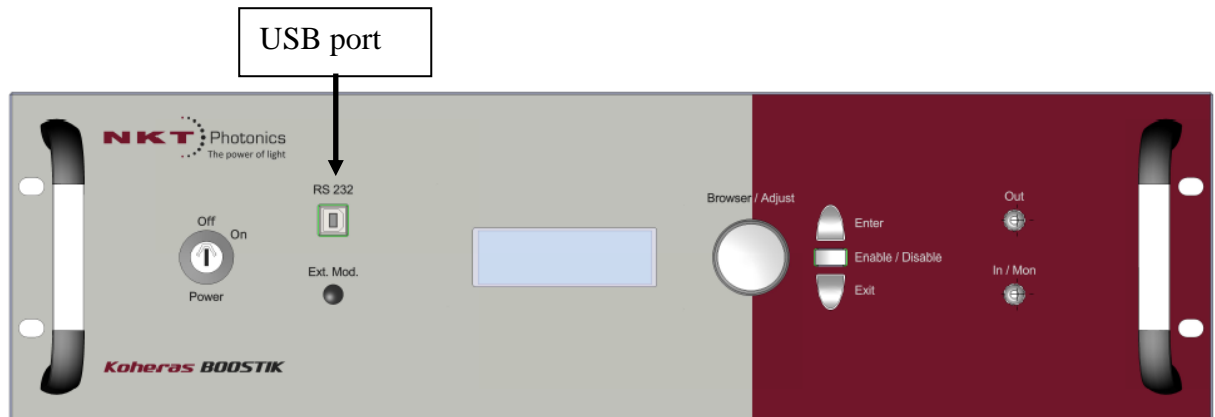 USB port
NKT Photonics
The power of light
RS 232
Off
On
Power
Ext. Mod.
Browser / Adjust
Enter
Enable / Disable
Exit
Out
In / Mon
Koheras BOOSTIK